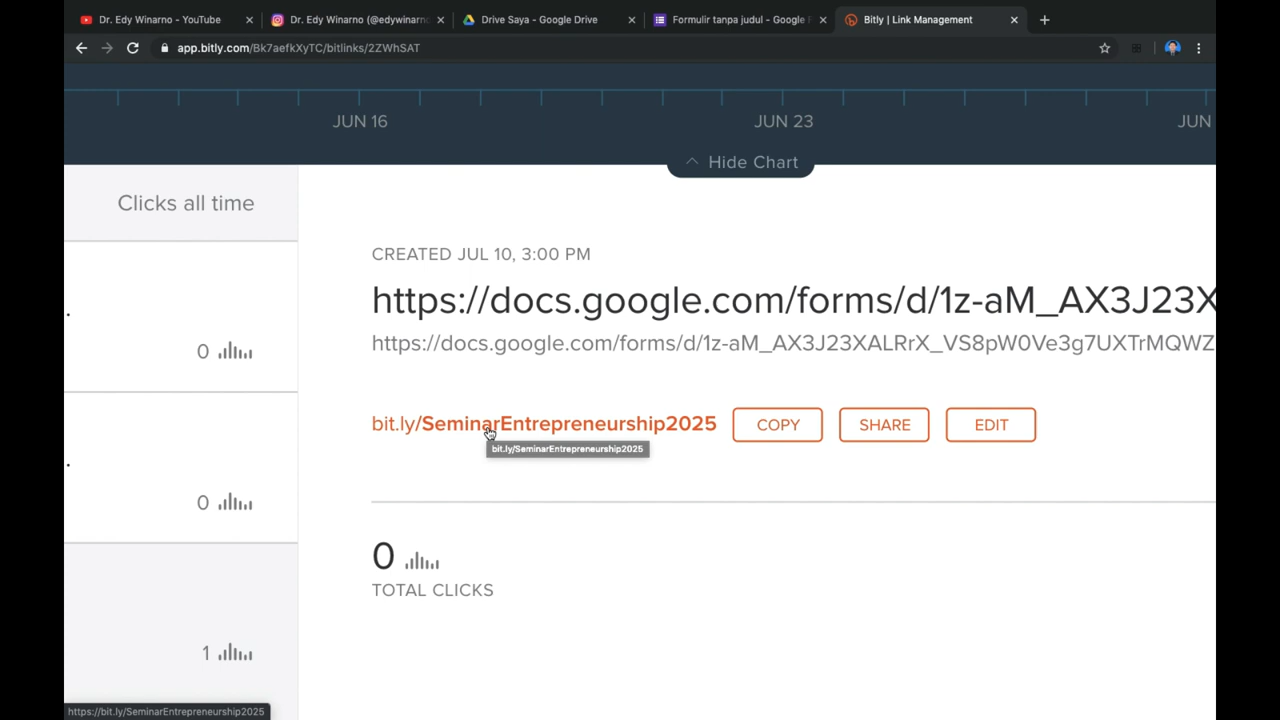 Dr. Edy Winarno - YouTube
Dr. Edy Winarno (@edywinarno
Drive Saya - Google Drive
Formulir tanpa judul - Google F
Bitly | Link Management
app.bitly.com/Bk7aefkXyTC/bitlinks/2ZWhSAT
JUN 16
JUN 23
JUN
Hide Chart
Clicks all time
CREATED JUL 10, 3:00 PM
https://docs.google.com/forms/d/1z-aM_AX3J23X
https://docs.google.com/forms/d/1z-aM_AX3J23XALRrX_VS8pW0Ve3g7UXTrMQWZ
0
bit.ly/SeminarEntrepreneurship2025
COPY
SHARE
EDIT
bit.ly/SeminarEntrepreneurship2025
0
0
TOTAL CLICKS
1
https://bit.ly/SeminarEntrepreneurship2025